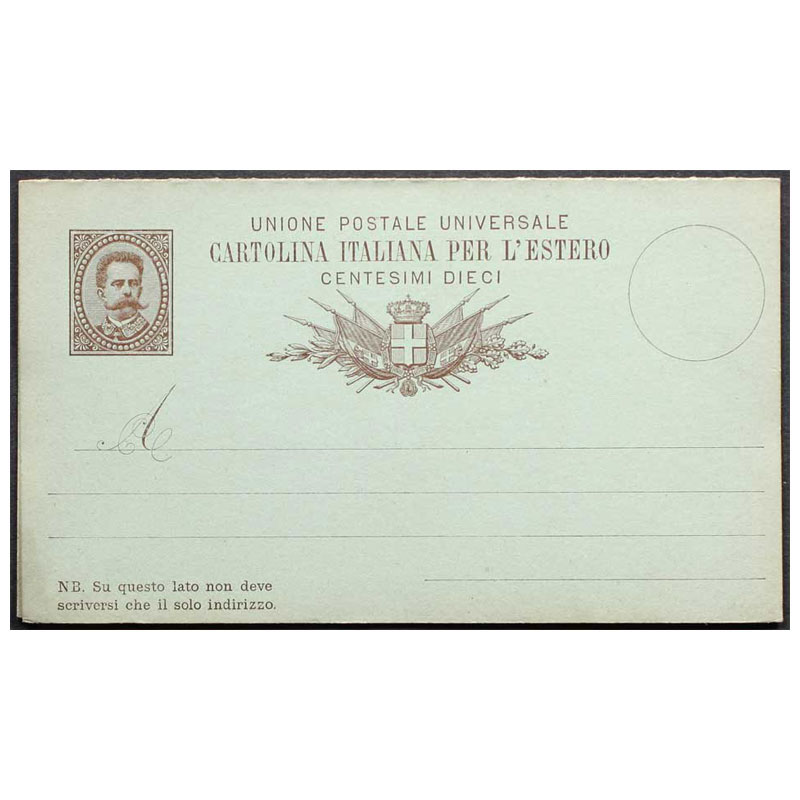 UNIONE POSTALE UNIVERSALE
CARTOLINA ITALIANA PER L'ESTERO
CENTESIMI DIECI
A
NB. Su questo lato non deve
scriversi che il solo indirizzo.